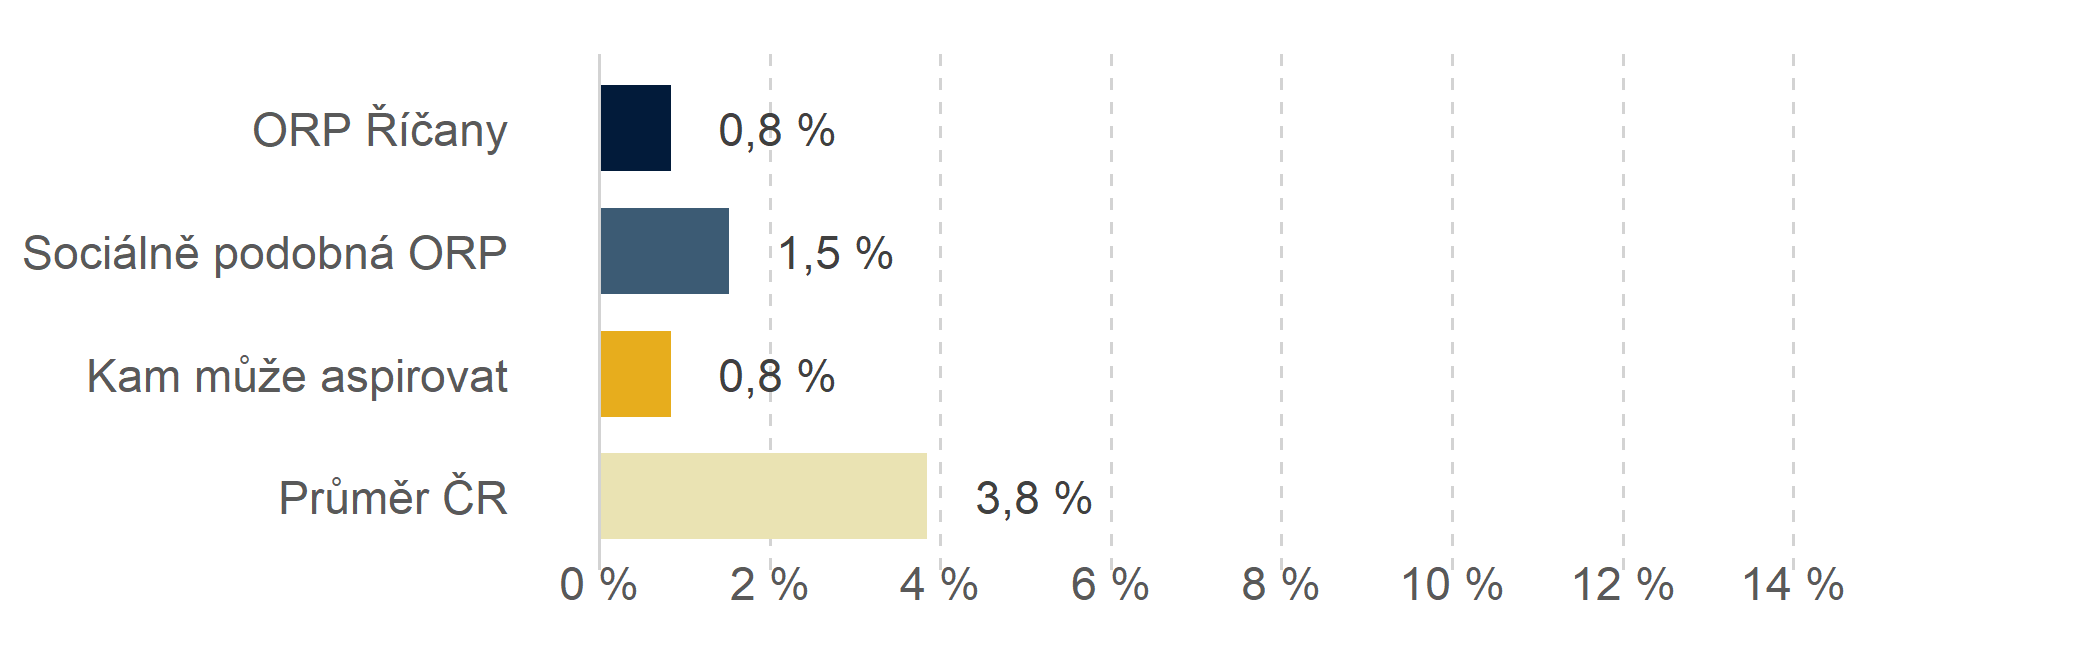 ORP Říčany
0,8 %
Sociálně podobná ORP
1,5 %
Kam může aspirovat
0,8 %
Průměr ČR
3,8 %
0 % 2 % 4 % 6 % 8 % 10 % 12 % 14 %